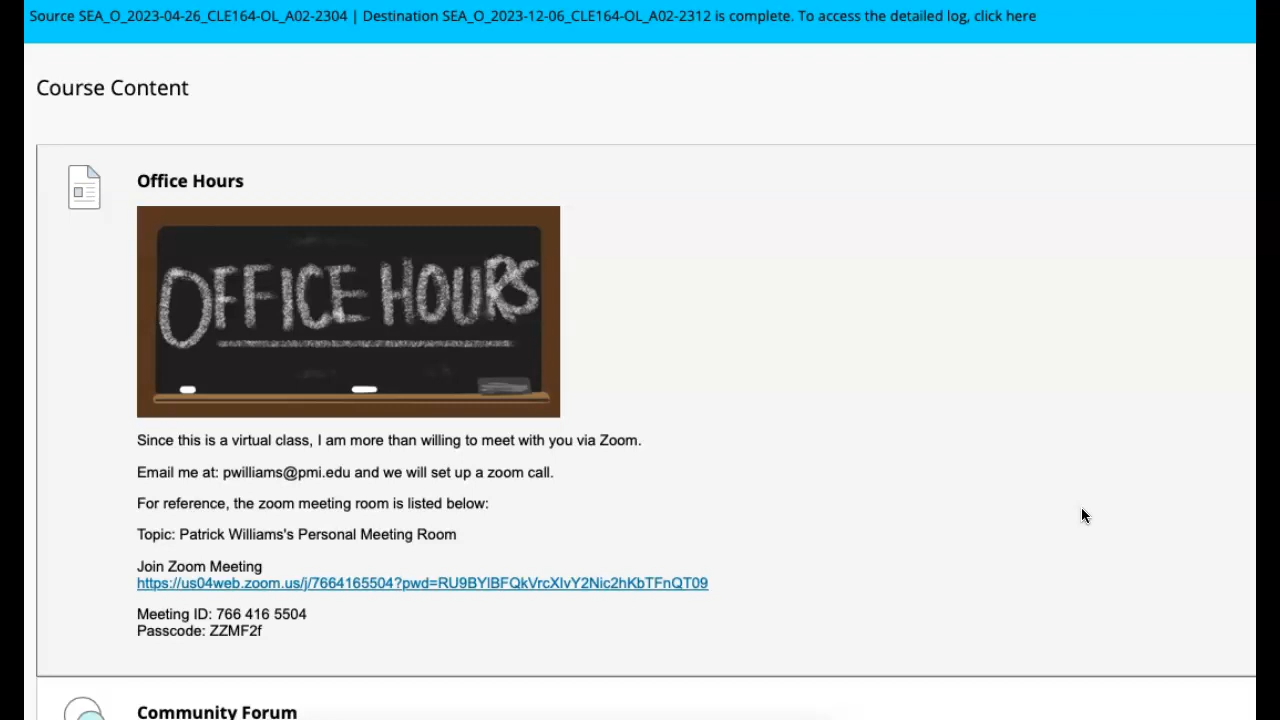 Source SEA_O_2023-04-26_CLE164-OL_A02-2304 | Destination SEA_O_2023-12-06_CLE164-OL_A02-2312 is complete. To access the detailed log, click here
Course Content
Office Hours
OFFICE HOURS
Since this is a virtual class, I am more than willing to meet with you via Zoom.
Email me at: pwilliams@pmi.edu and we will set up a zoom call.
For reference, the zoom meeting room is listed below:
Topic: Patrick Williams's Personal Meeting Room
Join Zoom Meeting
https://us04web.zoom.us/j/7664165504?pwd=RU9BYlBFQkVrcXlvY2Nic2hKbTFnQT09
Meeting ID: 766 416 5504
Passcode: ZZMF2f
Community Forum